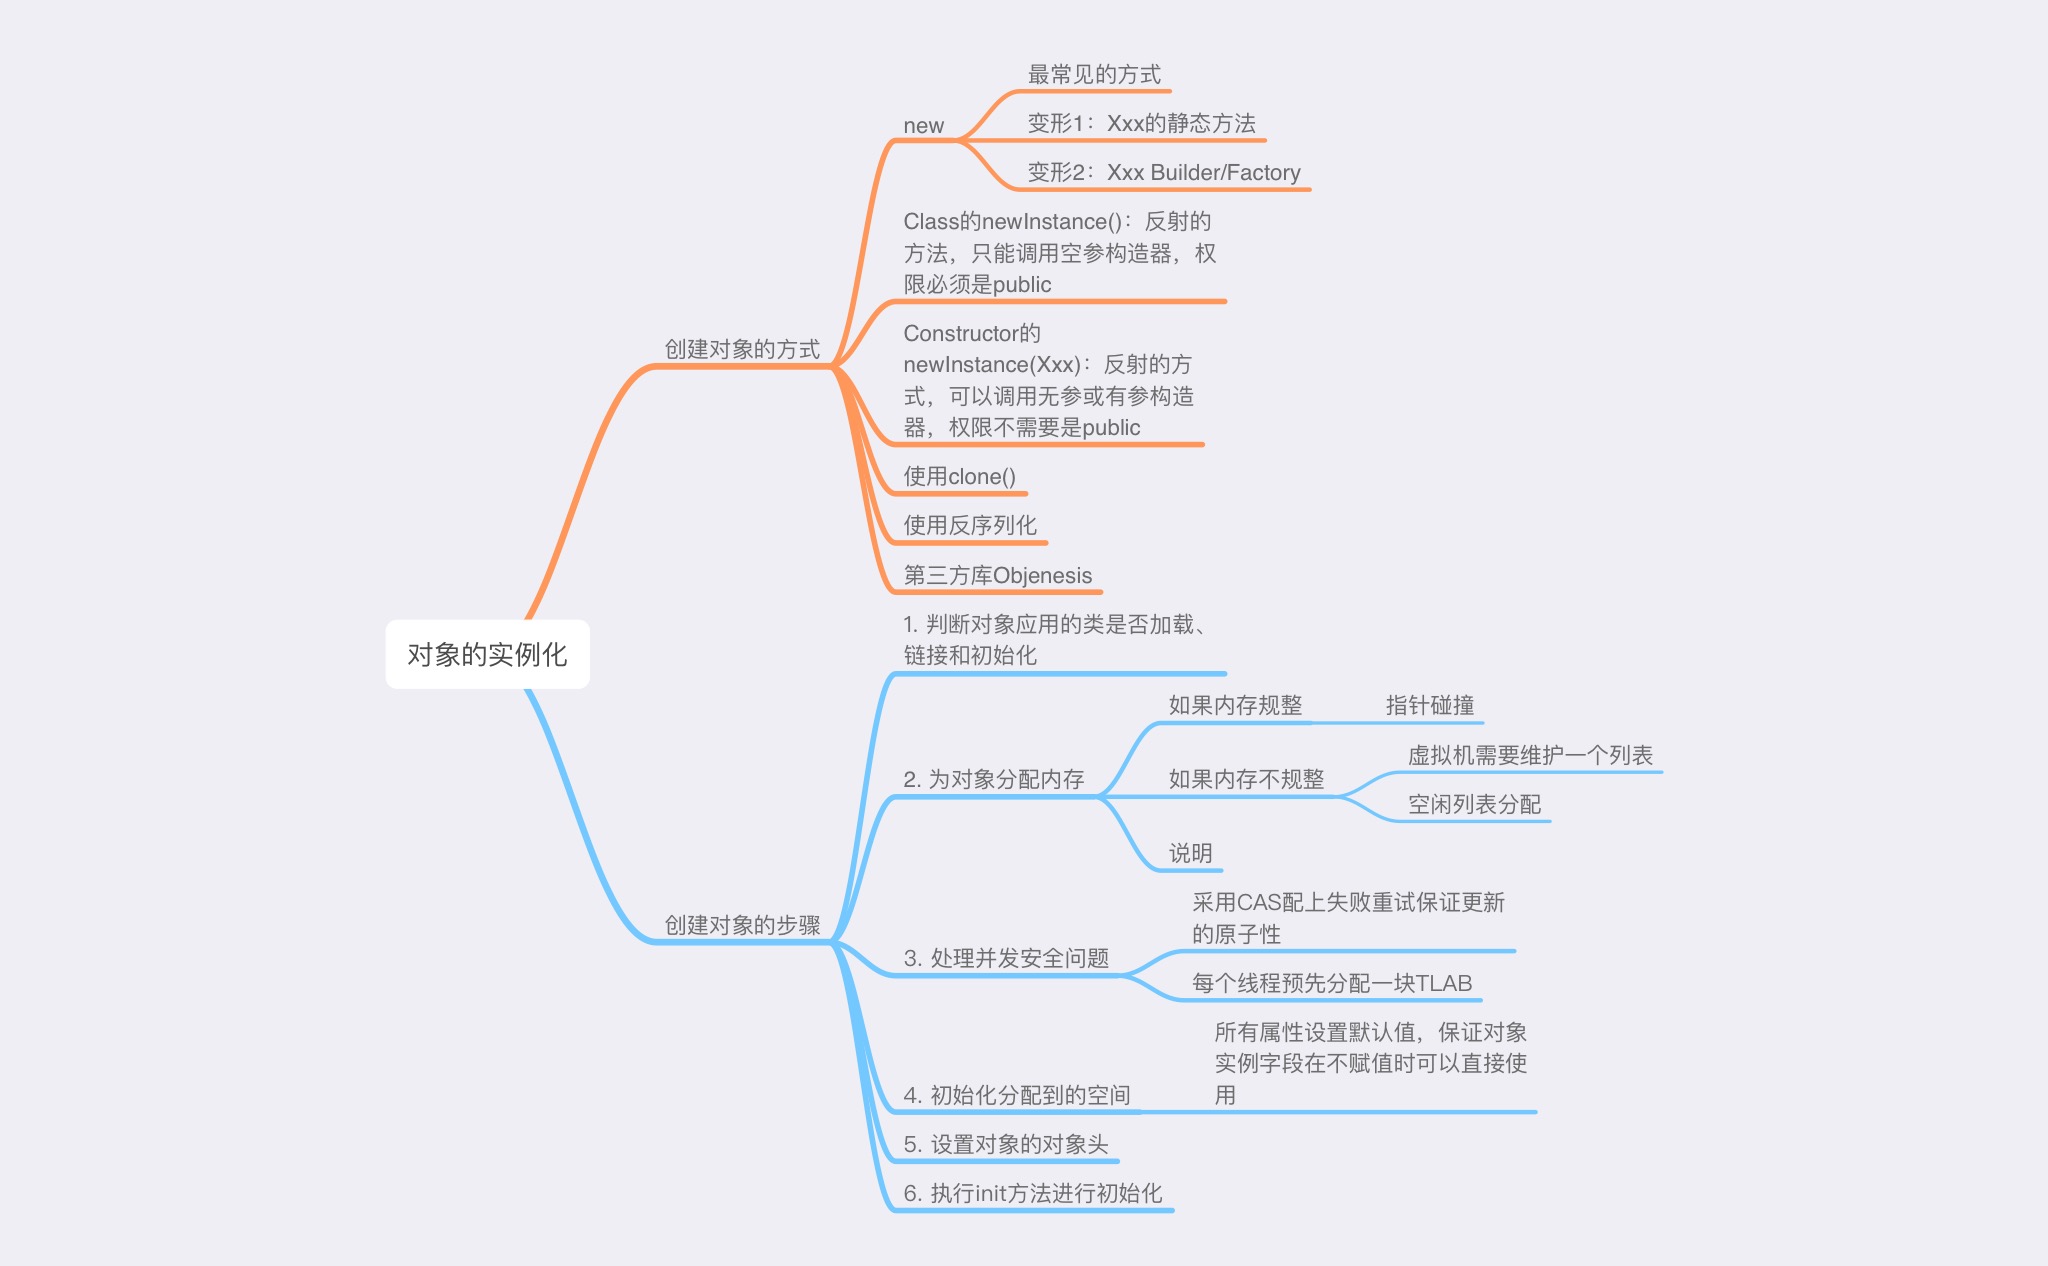 最常见的方式
new
变形1：Xxx的静态方法
变形2：Xxx Builder/Factory
Class的newInstance()：反射的
方法，只能调用空参构造器，权
限必须是public
创建对象的方式
Constructor的
newInstance(Xxx)：反射的方
式，可以调用无参或有参构造
器，权限不需要是public
使用clone()
使用反序列化
第三方库Objenesis
对象的实例化
1. 判断对象应用的类是否加载、
链接和初始化
如果内存规整
指针碰撞
2. 为对象分配内存
如果内存不规整
虚拟机需要维护一个列表
空闲列表分配
说明
创建对象的步骤
采用CAS配上失败重试保证更新
的原子性
3. 处理并发安全问题
每个线程预先分配一块TLAB
4. 初始化分配到的空间
所有属性设置默认值，保证对象
实例字段在不赋值时可以直接使
用
5. 设置对象的对象头
6. 执行init方法进行初始化